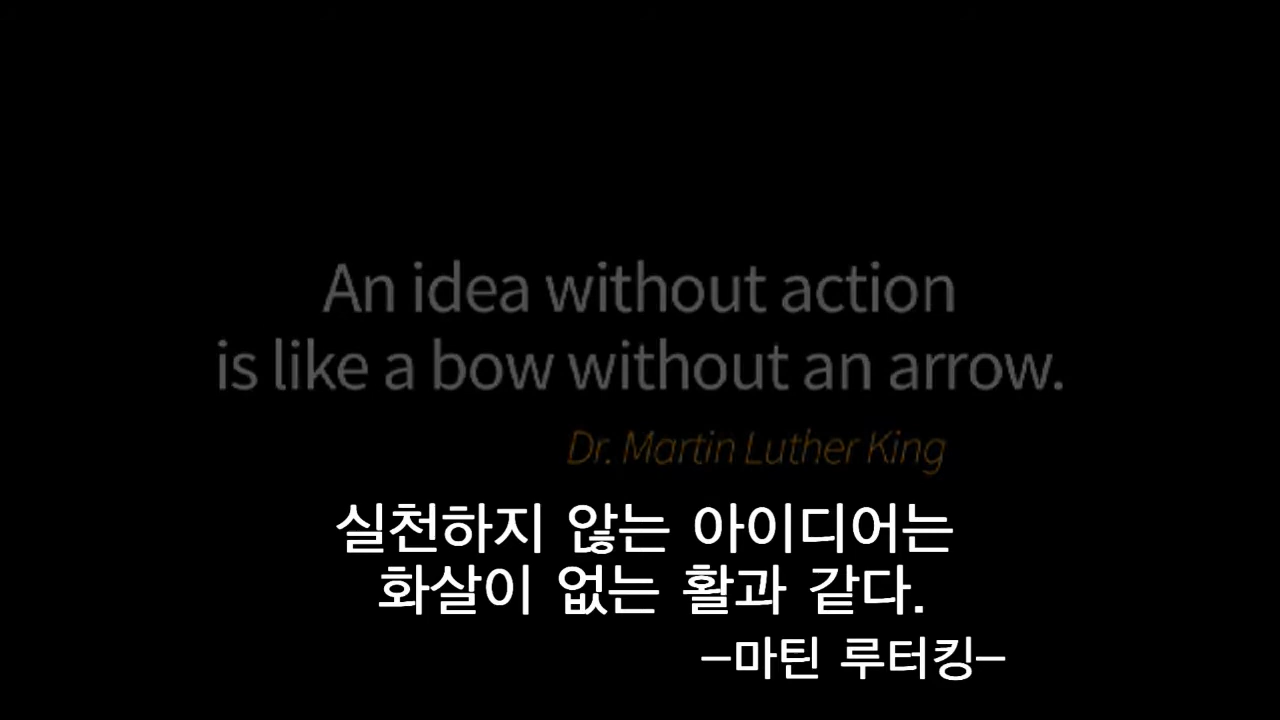 An idea without action
is like a bow without an arrow.
Dr. Martin Luther King
실천하지 않는 아이디어는
화살이 없는 활과 같다.
–마틴 루터킹–